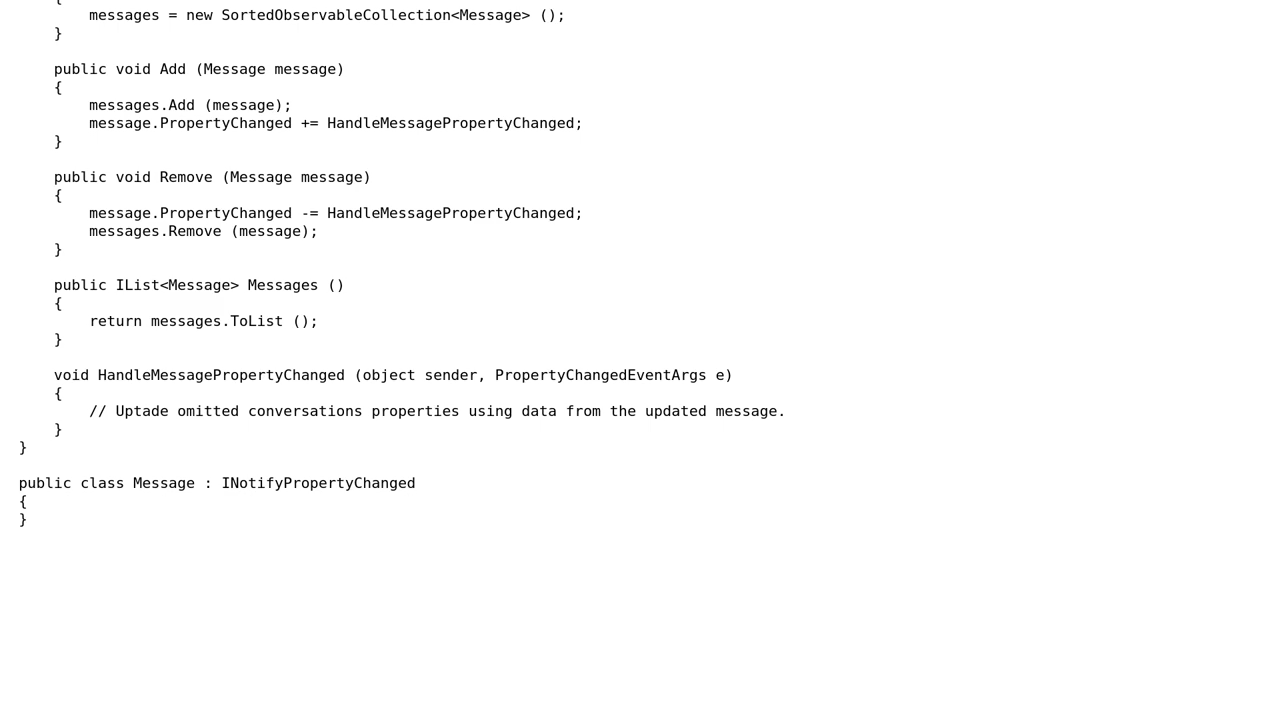 {
messages = new SortedObservableCollection<Message> ();
}
public void Add (Message message)
{
messages.Add (message);
message.PropertyChanged += HandleMessagePropertyChanged;
}
public void Remove (Message message)
{
message.PropertyChanged -= HandleMessagePropertyChanged;
messages.Remove (message);
}
public IList<Message> Messages ()
{
return messages.ToList ();
}
void HandleMessagePropertyChanged (object sender, PropertyChangedEventArgs e)
{
// Uptade omitted conversations properties using data from the updated message.
}
}
public class Message : INotifyPropertyChanged
{
}